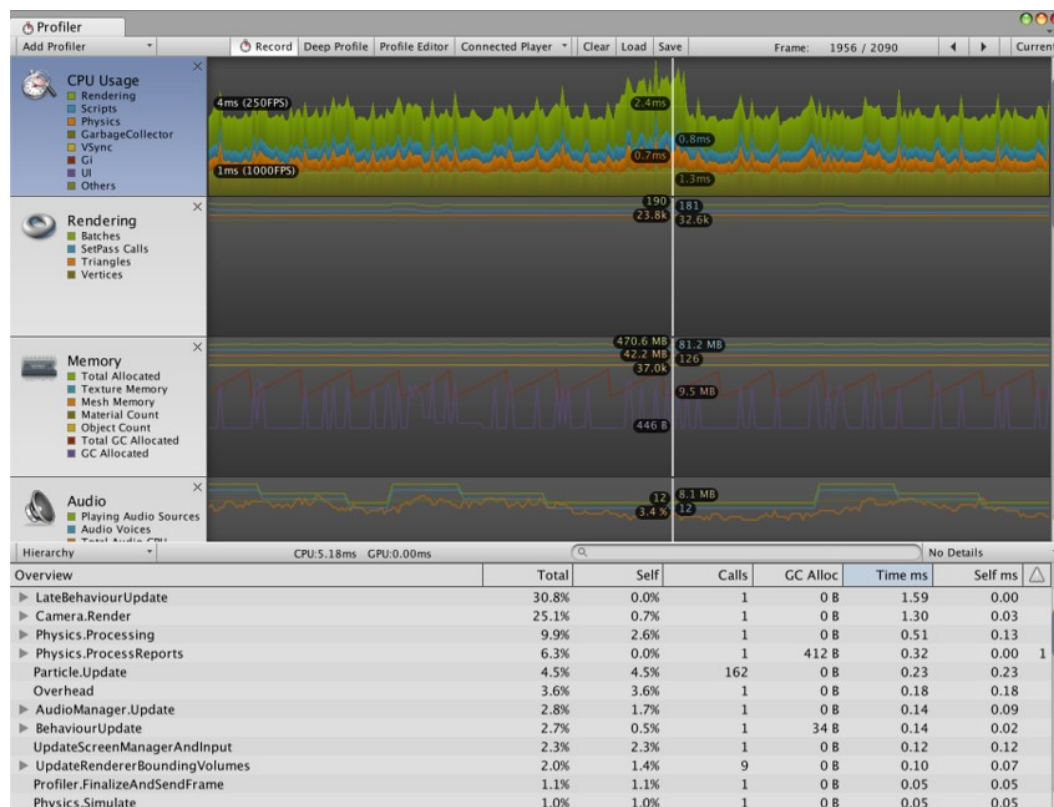 Profiler
Add Profiler Record Deep Profile Profile Editor Connected Player Clear Load Save Frame: 1956 / 2090 Current
CPU Usage
Rendering
Scripts
Physics
GarbageCollector
VSync
Gi
UI
Others
4ms (250FPS)
1ms (1000FPS)
2.4ms
0.8ms
0.7ms
1.3ms
Rendering
Batches
SetPass Calls
Triangles
Vertices
190 181
23.8k 32.6k
Memory
Total Allocated
Texture Memory
Mesh Memory
Material Count
Object Count
Total GC Allocated
GC Allocated
470.6 MB 81.2 MB
42.2 MB 126
37.0k
9.5 MB
446 B
Audio
Playing Audio Sources
Audio Voices
Total Audio CPU
12 8.1 MB
3.4 % 12
Hierarchy CPU:5.18ms GPU:0.00ms No Details
Overview Total Self Calls GC Alloc Time ms Self ms
LateBehaviourUpdate 30.8% 0.0% 1 0 B 1.59 0.00
Camera.Render 25.1% 0.7% 1 0 B 1.30 0.03
Physics.Processing 9.9% 2.6% 1 0 B 0.51 0.13
Physics.ProcessReports 6.3% 0.0% 1 412 B 0.32 0.00 1
Particle.Update 4.5% 4.5% 162 0 B 0.23 0.23
Overhead 3.6% 3.6% 1 0 B 0.18 0.18
AudioManager.Update 2.8% 1.7% 1 0 B 0.14 0.09
BehaviourUpdate 2.7% 0.5% 1 34 B 0.14 0.02
UpdateScreenManagerAndInput 2.3% 2.3% 1 0 B 0.12 0.12
UpdateRendererBoundingVolumes 2.0% 1.4% 9 0 B 0.10 0.07
Profiler.FinalizeAndSendFrame 1.1% 1.1% 1 0 B 0.05 0.05
Physics.Simulate 1.0% 1.0% 1 0 B 0.05 0.05